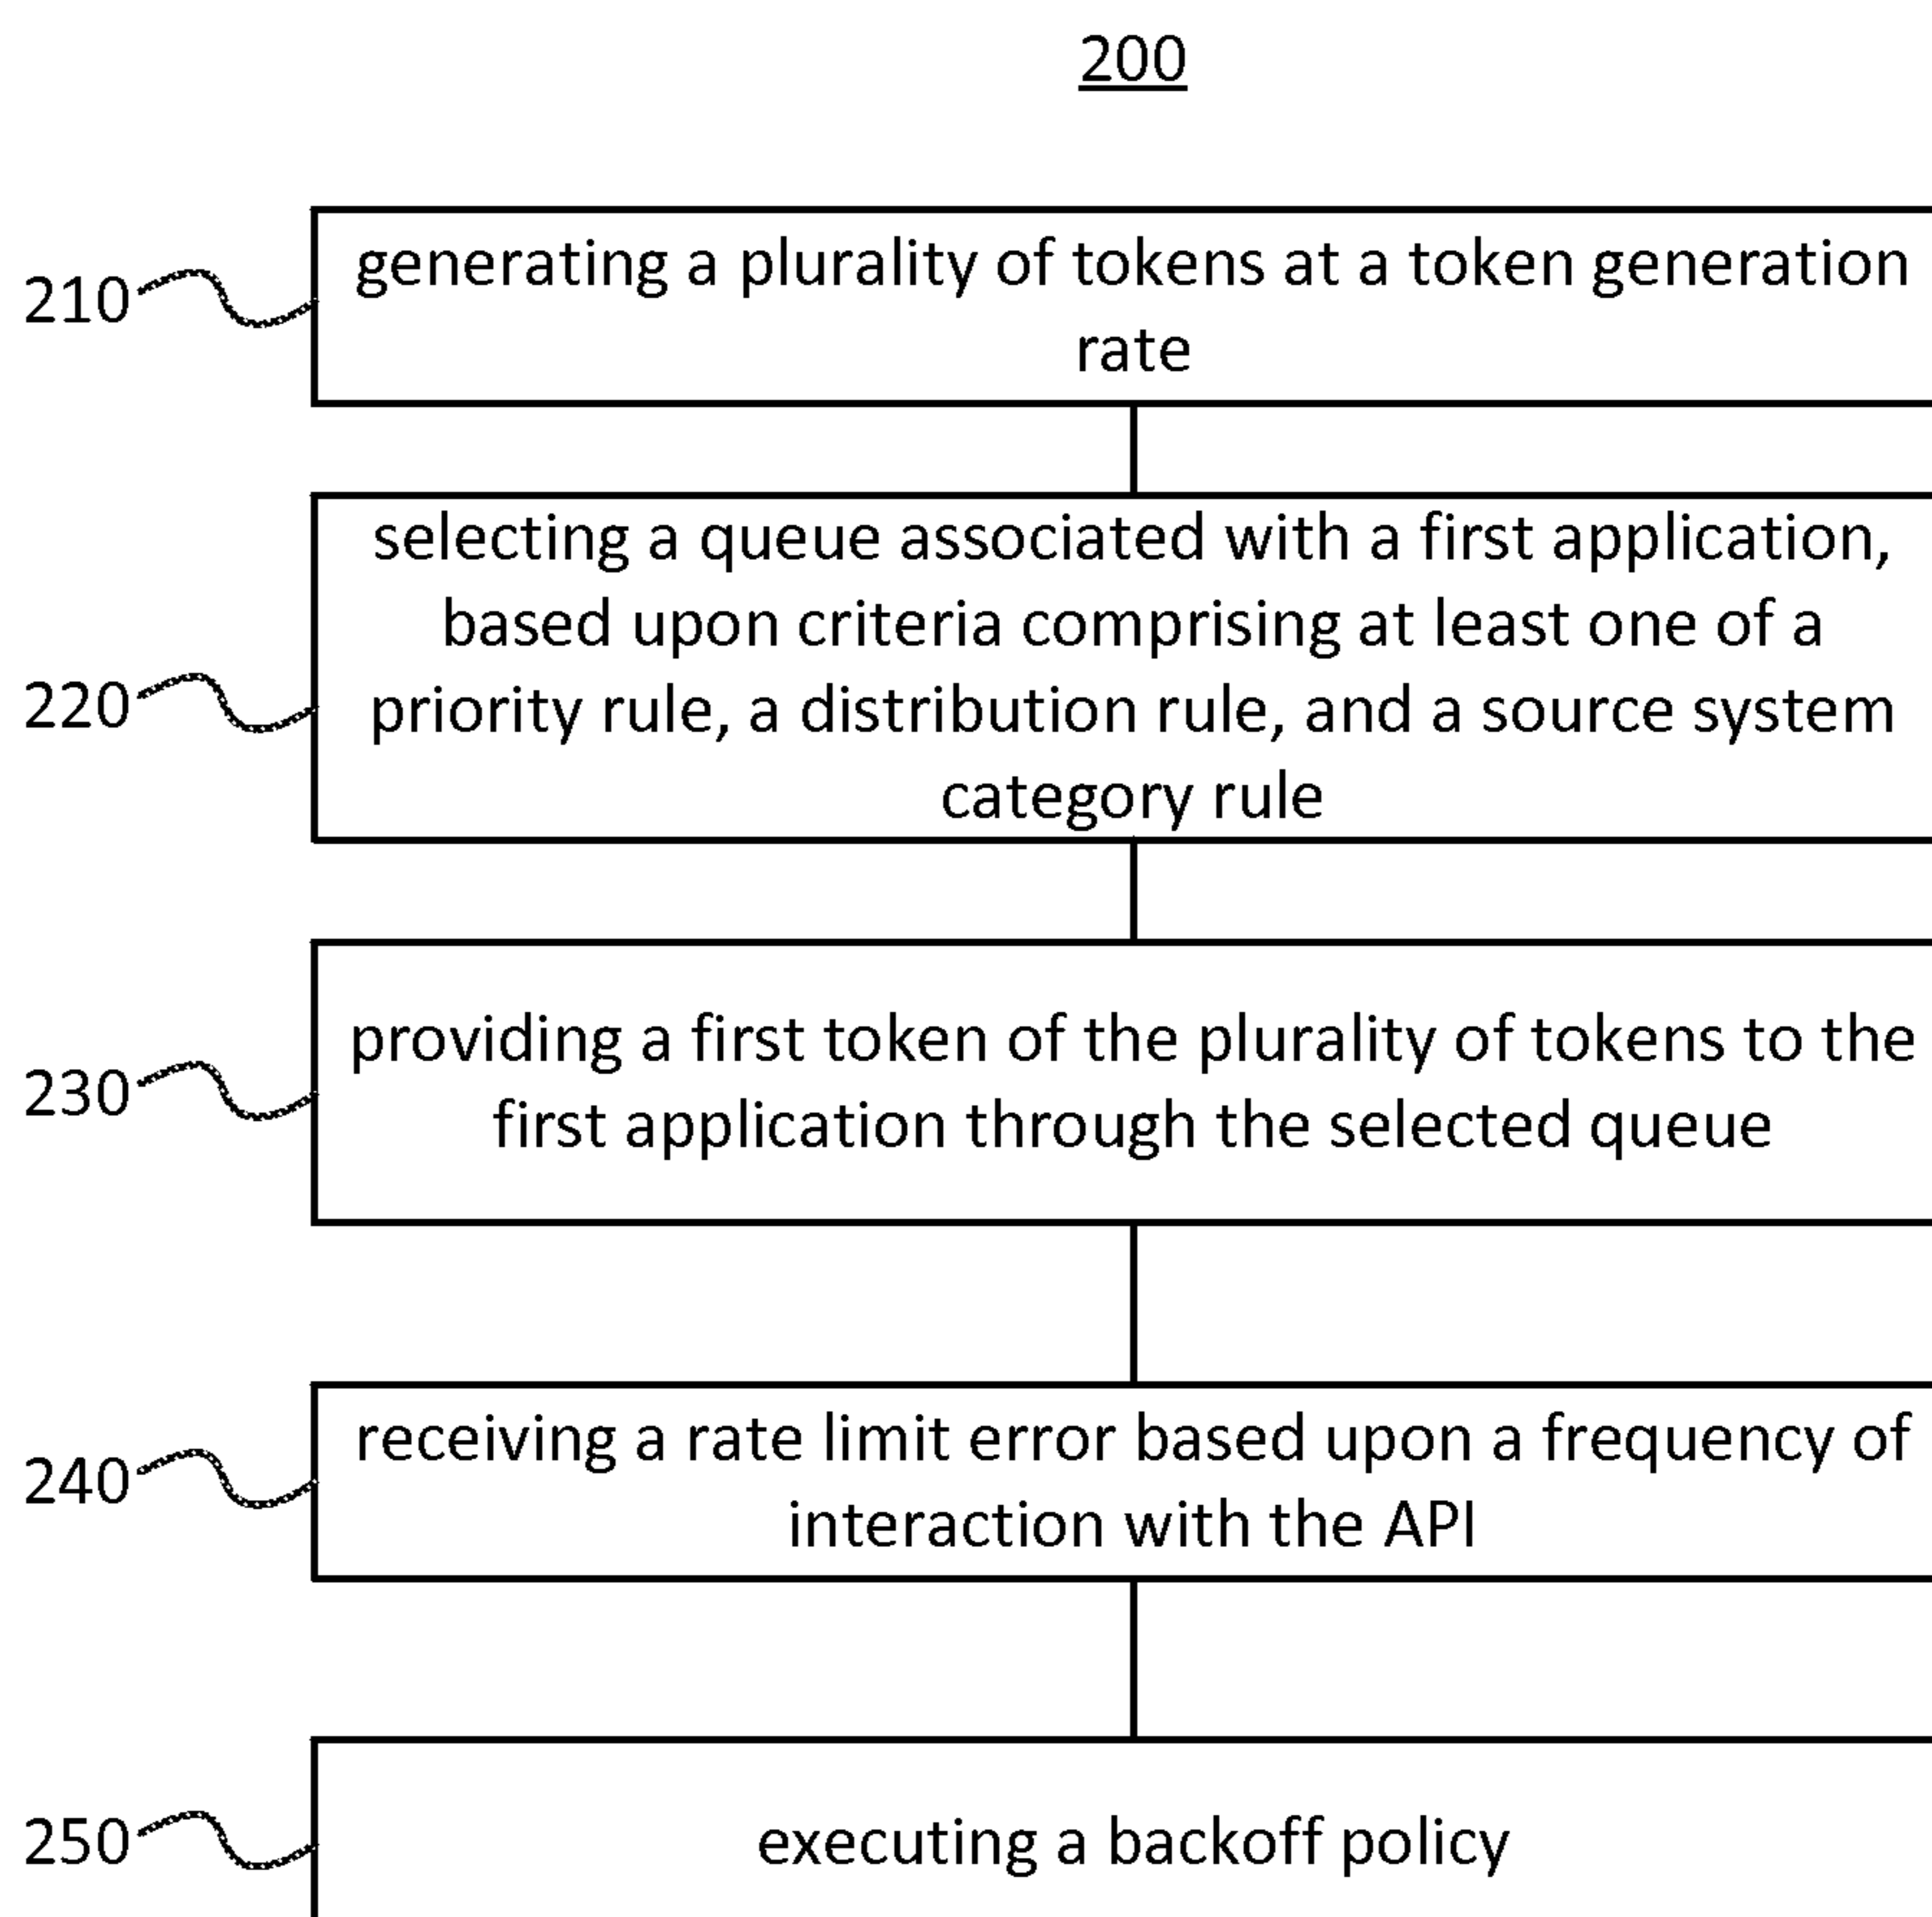 200
210
generating a plurality of tokens at a token generation
rate
220
selecting a queue associated with a first application,
based upon criteria comprising at least one of a
priority rule, a distribution rule, and a source system
category rule
230
providing a first token of the plurality of tokens to the
first application through the selected queue
240
receiving a rate limit error based upon a frequency of
interaction with the API
250
executing a backoff policy